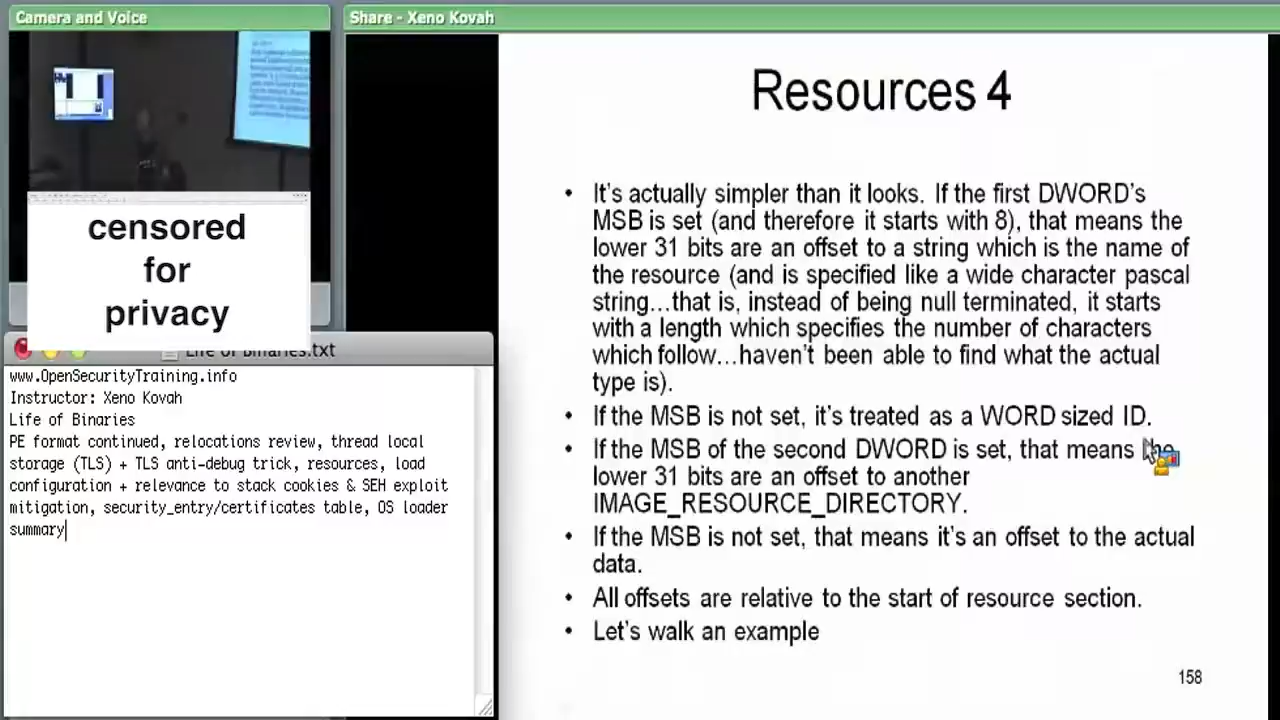 Camera and Voice
Share - Xeno Kovah
censored
for
privacy
Life of Binaries.txt
www.OpenSecurityTraining.info
Instructor: Xeno Kovah
Life of Binaries
PE format continued, relocations review, thread local
storage (TLS) + TLS anti-debug trick, resources, load
configuration + relevance to stack cookies & SEH exploit
mitigation, security_entry/certificates table, OS loader
summary
Resources 4
• It's actually simpler than it looks. If the first DWORD's
MSB is set (and therefore it starts with 8), that means the
lower 31 bits are an offset to a string which is the name of
the resource (and is specified like a wide character pascal
string...that is, instead of being null terminated, it starts
with a length which specifies the number of characters
which follow...haven't been able to find what the actual
type is).
• If the MSB is not set, it's treated as a WORD sized ID.
• If the MSB of the second DWORD is set, that means the
lower 31 bits are an offset to another
IMAGE_RESOURCE_DIRECTORY.
• If the MSB is not set, that means it's an offset to the actual
data.
• All offsets are relative to the start of resource section.
• Let's walk an example
158